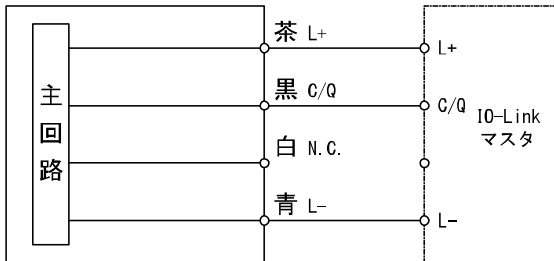 茶 L+
L+
黒 C/Q
C/Q
IO-Link
マスタ
主回路
白 N.C.
青 L-
L-